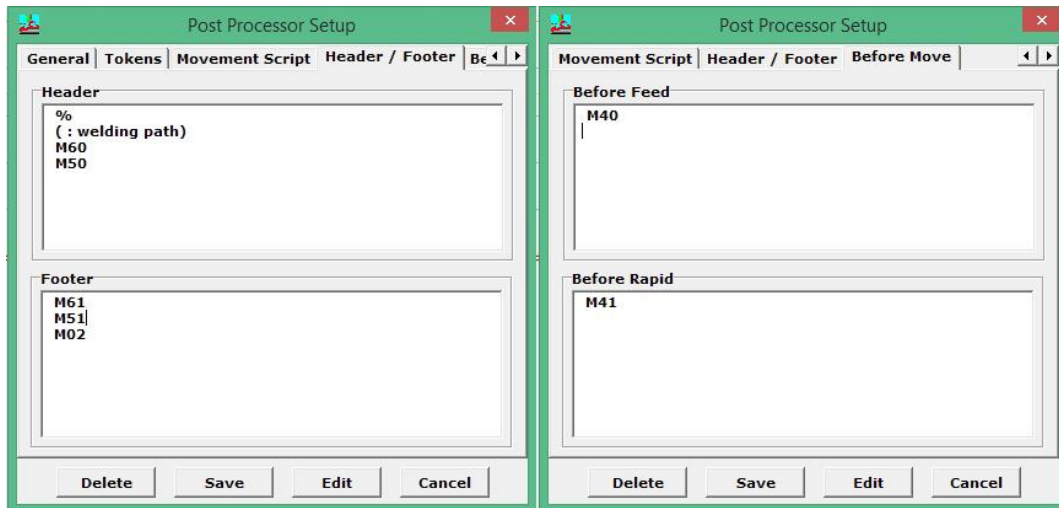 Post Processor Setup
General Tokens Movement Script Header / Footer
Header
%
( : welding path)
M60
M50
Footer
M61
M51
M02
Delete Save Edit Cancel
Post Processor Setup
Movement Script Header / Footer Before Move
Before Feed
M40
Before Rapid
M41
Delete Save Edit Cancel